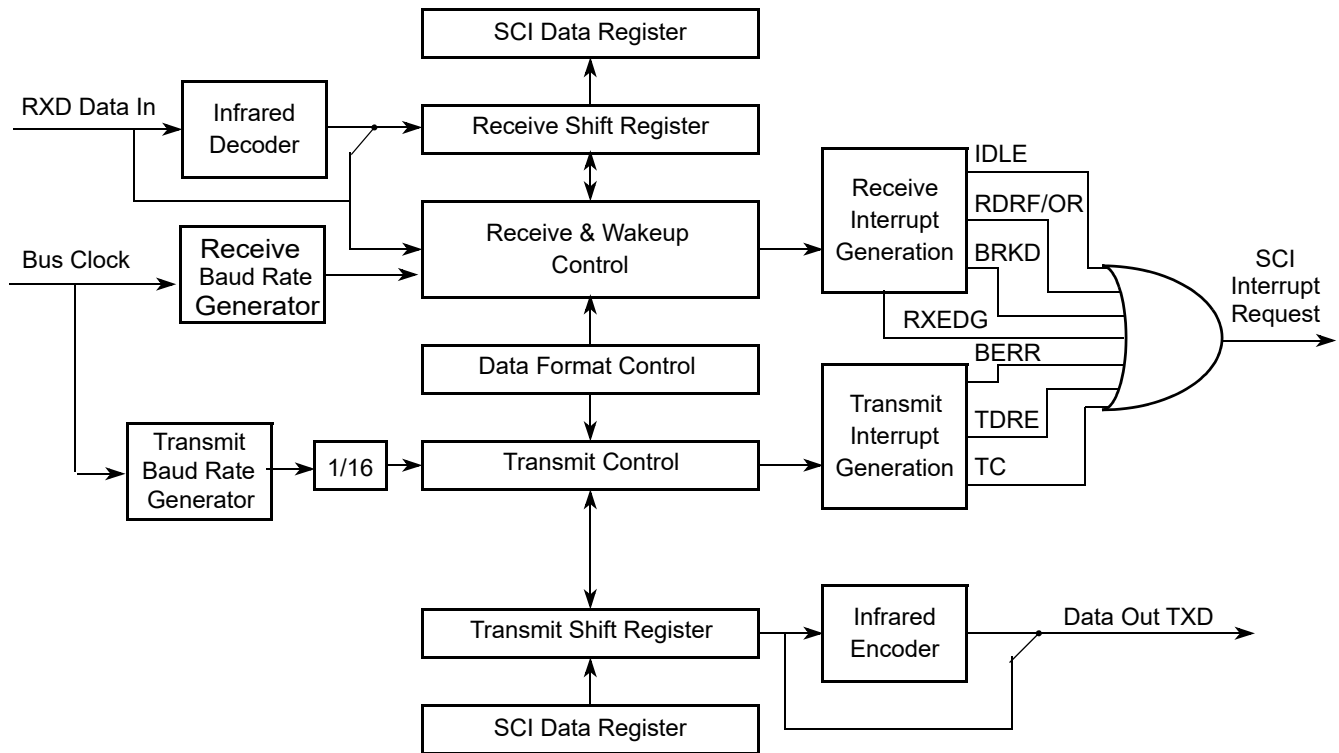 SCI Data Register
RXD Data In
Infrared
Decoder
Receive Shift Register
Receive
Interrupt
Generation
IDLE
RDRF/OR
BRKD
RXEDG
Receive & Wakeup
Control
Bus Clock
Receive
Baud Rate
Generator
SCI
Interrupt
Request
Data Format Control
BERR
Transmit
Interrupt
Generation
TDRE
TC
Transmit
Baud Rate
Generator
1/16
Transmit Control
Transmit Shift Register
Infrared
Encoder
Data Out TXD
SCI Data Register